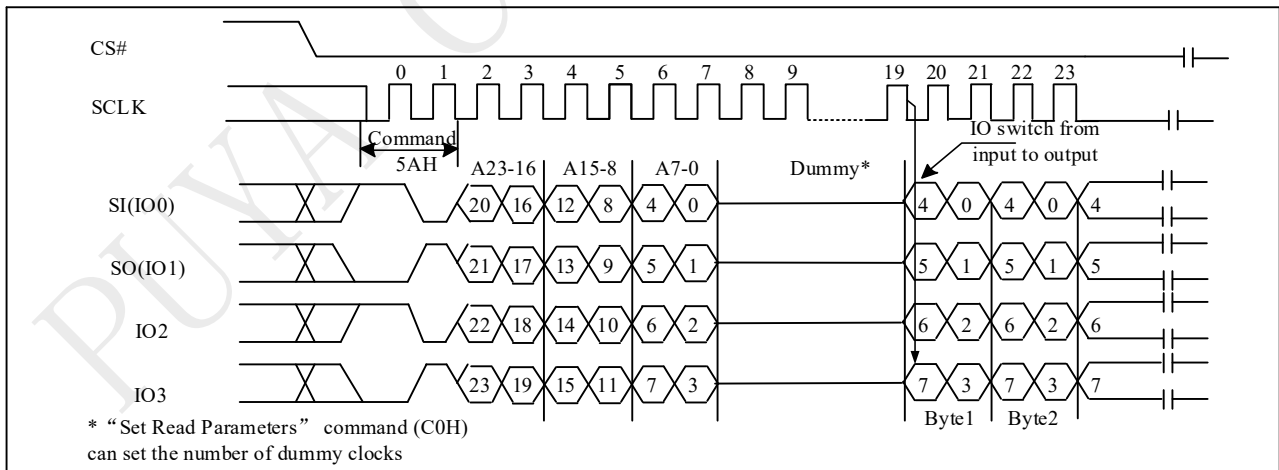 PUYA
CS#
0 1 2 3 4 5 6 7 8 9 19 20 21 22 23
SCLK
Command
5AH
IO switch from
input to output
A23-16 A15-8 A7-0 Dummy*
SI(IO0) 20 16 12 8 4 0 4 0 4 0 4
SO(IO1) 21 17 13 9 5 1 5 1 5 1 5
IO2 22 18 14 10 6 2 6 2 6 2 6
IO3 23 19 15 11 7 3 7 3 7 3 7
Byte1 Byte2
* “Set Read Parameters” command (C0H)
can set the number of dummy clocks